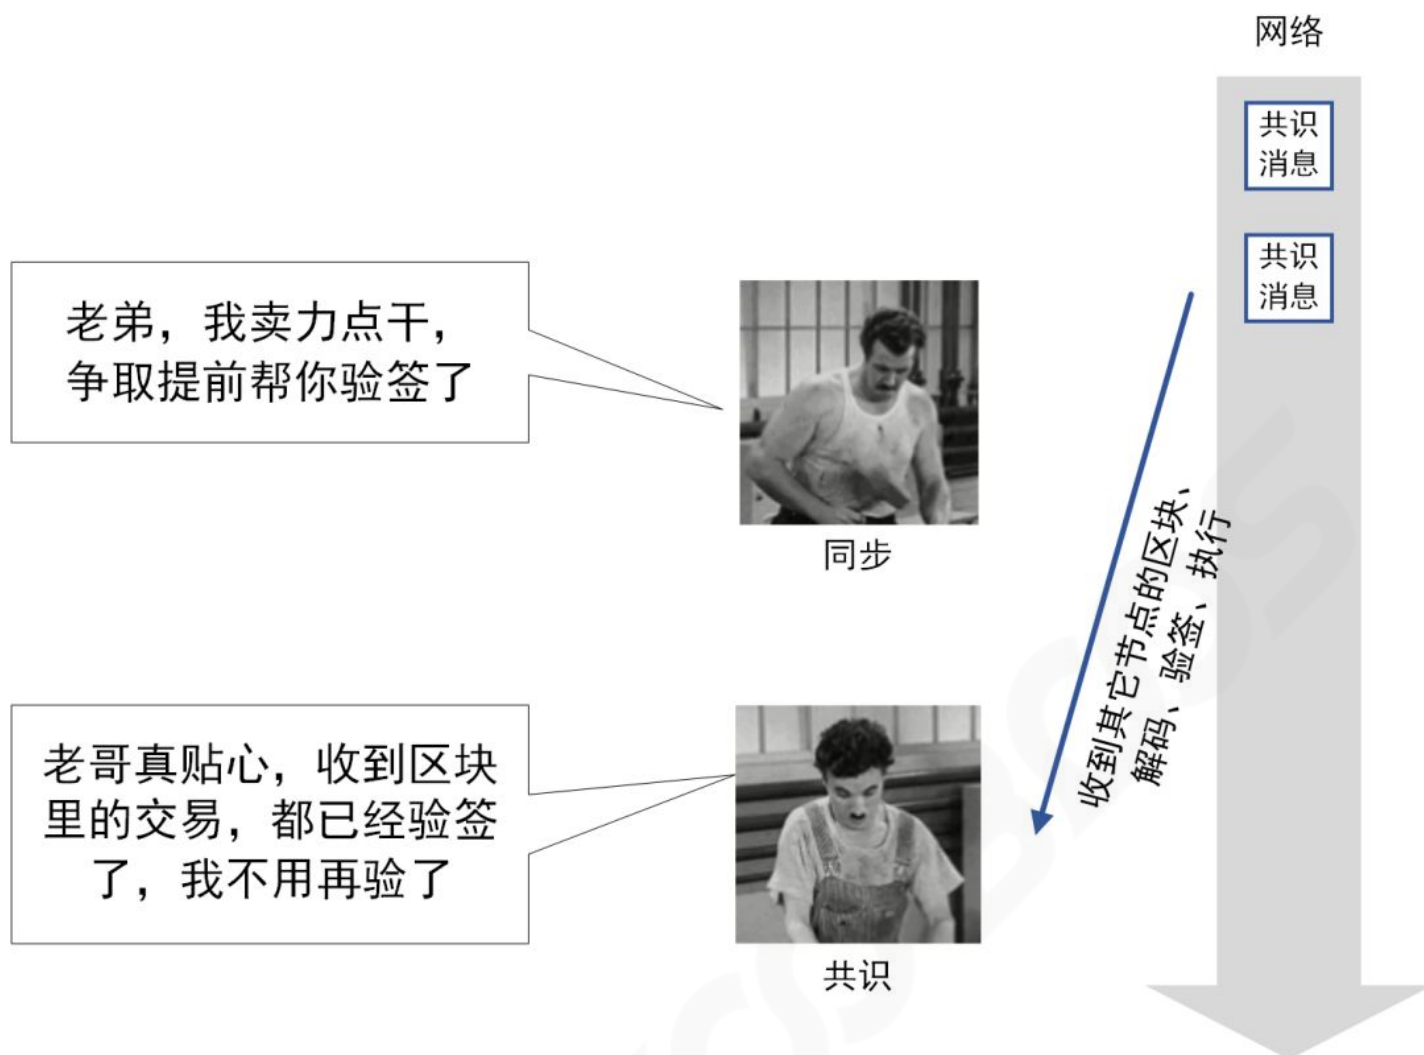 网络
共识
消息
共识
消息
老弟，我卖力点干，
争取提前帮你验签了
同步
收到其它节点的区块、
解码、验签、执行
老哥真贴心，收到区块
里的交易，都已经验签
了，我不用再验了
共识